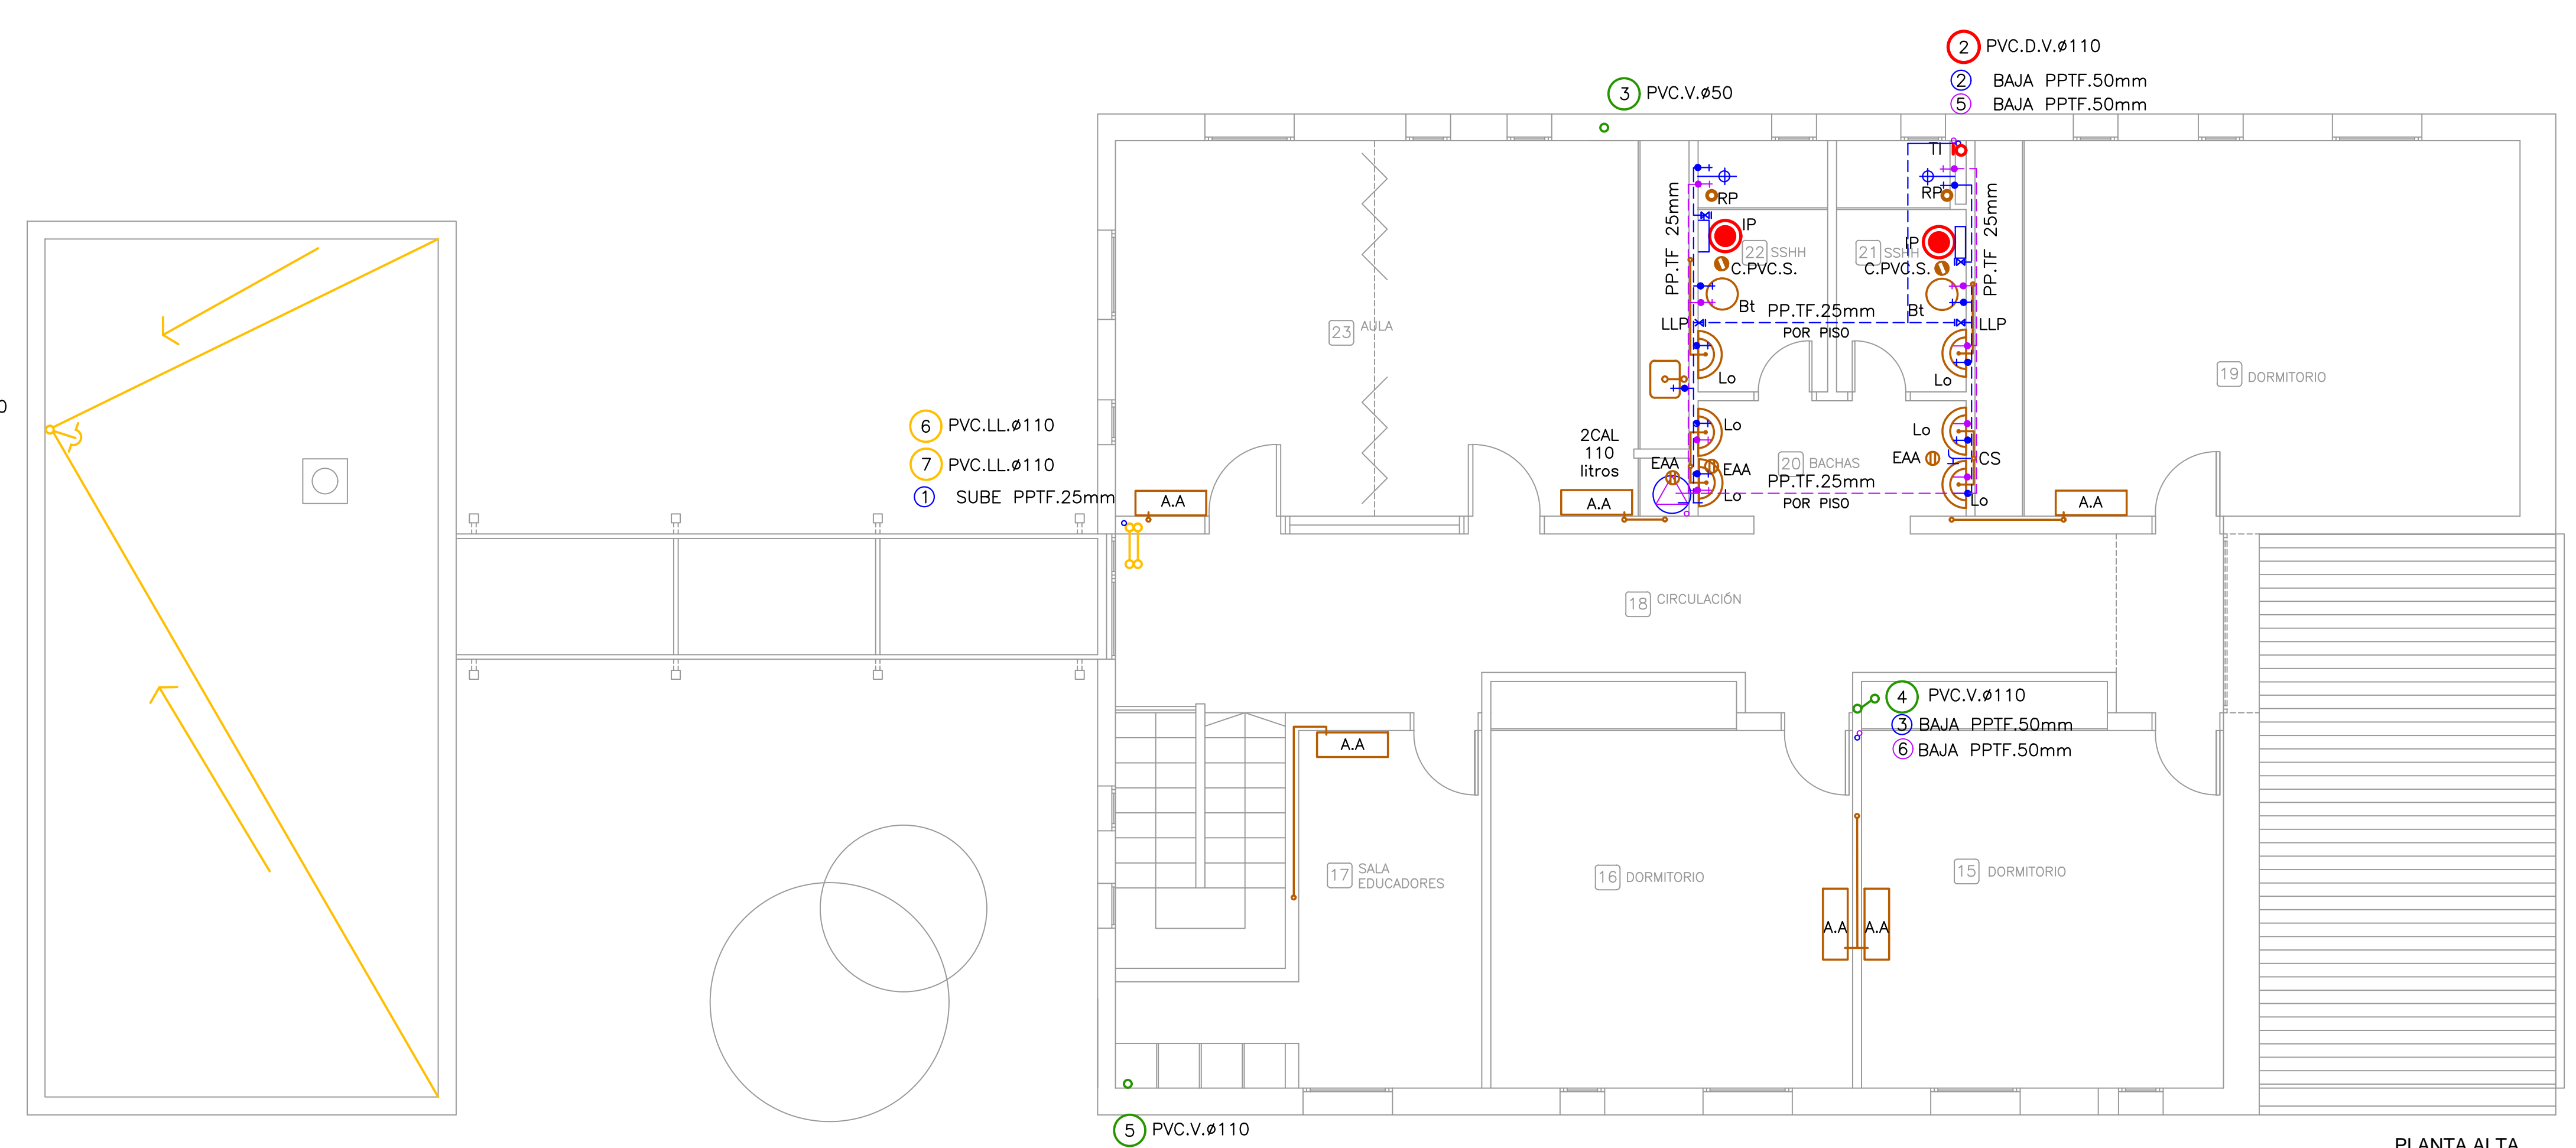 2 PVC.D.V.ø110
2 BAJA PPTF.50mm
5 BAJA PPTF.50mm
3 PVC.V.ø50
TI
RP
RP
PP.TF 25mm
PP.TF 25mm
IP
IP
22 SSHH
21 SSHH
C.PVC.S.
C.PVC.S.
Bt
Bt
PP.TF.25mm
POR PISO
LLP
LLP
23 AULA
19 DORMITORIO
Lo
Lo
0
6 PVC.LL.ø110
7 PVC.LL.ø110
1 SUBE PPTF.25mm
2CAL
110
litros
Lo
Lo
EAA
EAA
EAA
CS
20 BACHAS
PP.TF.25mm
POR PISO
Lo
Lo
A.A
A.A
A.A
18 CIRCULACIÓN
4 PVC.V.ø110
3 BAJA PPTF.50mm
6 BAJA PPTF.50mm
A.A
17 SALA
EDUCADORES
16 DORMITORIO
15 DORMITORIO
A.A
A.A
5 PVC.V.ø110
PLANTA ALTA